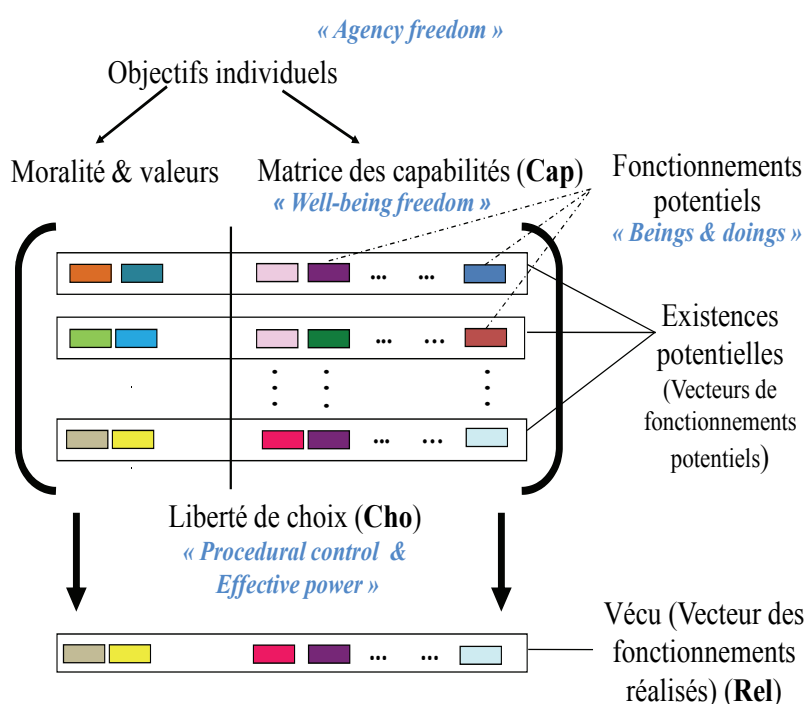 « Agency freedom »
Objectifs individuels
Moralité & valeurs
Matrice des capabilités (Cap)
« Well-being freedom »
Fonctionnements
potentiels
« Beings & doings »
... ...
... ...
... ...
Existences
potentielles
(Vecteurs de
fonctionnements
potentiels)
Liberté de choix (Cho)
« Procedural control &
Effective power »
... ...
Vécu (Vecteur des
fonctionnements
réalisés) (Rel)